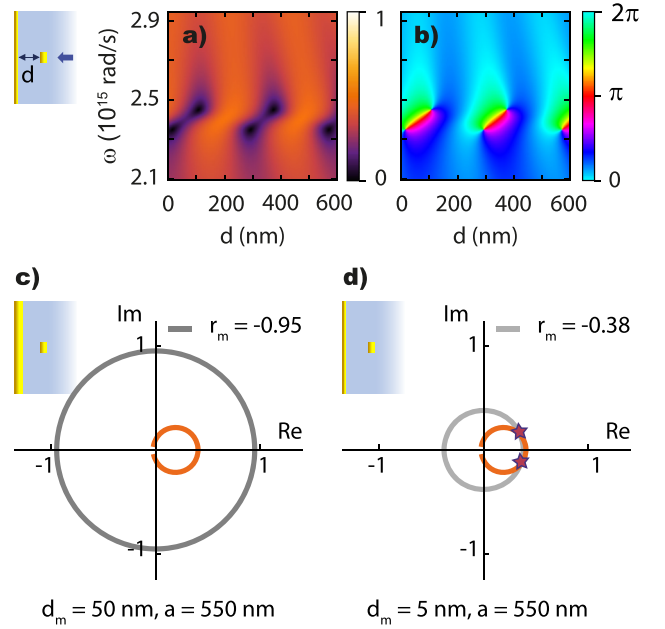 d
a)
b)
2.9
2.5
2.1
ω (10¹⁵ rad/s)
0 200 400 600
d (nm)
1
0
0 200 400 600
d (nm)
2π
π
0
c)
d)
Im
r_m = -0.95
1
Re
-1
1
-1
Im
r_m = -0.38
1
Re
-1
1
-1
d_m = 50 nm, a = 550 nm
d_m = 5 nm, a = 550 nm